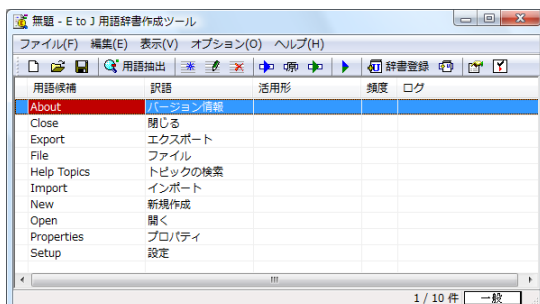 無題 - E to J 用語辞書作成ツール
ファイル(F) 編集(E) 表示(V) オプション(O) ヘルプ(H)
用語抽出 辞書登録
用語候補 訳語 活用形 頻度 ログ
About バージョン情報
Close 閉じる
Export エクスポート
File ファイル
Help Topics トピックの検索
Import インポート
New 新規作成
Open 開く
Properties プロパティ
Setup 設定
1 / 10 件 一般